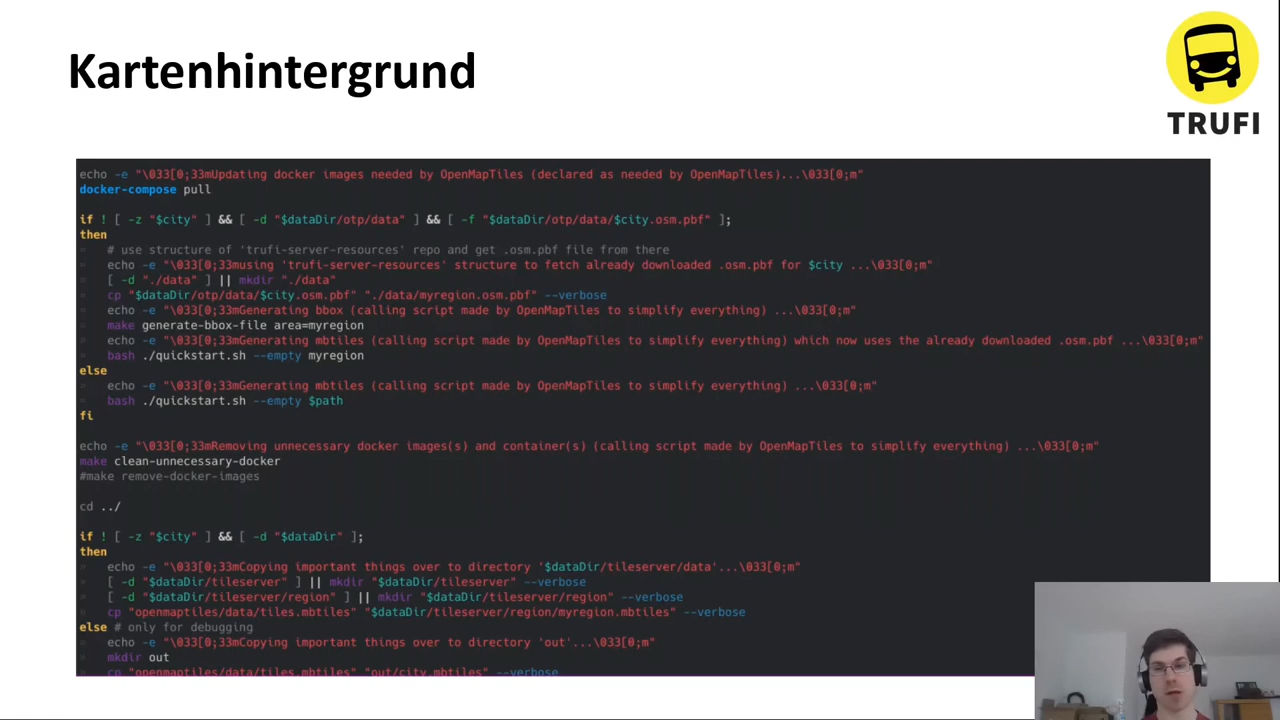 Kartenhintergrund
TRUFI
echo -e "\033[0;33mUpdating docker images needed by OpenMapTiles (declared as needed by OpenMapTiles)...\033[0;m"
docker-compose pull
if ! [ -z "$city" ] && [ -d "$dataDir/otp/data" ] && [ -f "$dataDir/otp/data/$city.osm.pbf" ];
then
# use structure of 'trufi-server-resources' repo and get .osm.pbf file from there
echo -e "\033[0;33musing 'trufi-server-resources' structure to fetch already downloaded .osm.pbf for $city ...\033[0;m"
[ -d "./data" ] || mkdir "./data"
cp "$dataDir/otp/data/$city.osm.pbf" "./data/myregion.osm.pbf" --verbose
echo -e "\033[0;33mGenerating bbox (calling script made by OpenMapTiles to simplify everything) ...\033[0;m"
make generate-bbox-file area=myregion
echo -e "\033[0;33mGenerating mbtiles (calling script made by OpenMapTiles to simplify everything) which now uses the already downloaded .osm.pbf ...\033[0;m"
bash ./quickstart.sh --empty myregion
else
echo -e "\033[0;33mGenerating mbtiles (calling script made by OpenMapTiles to simplify everything) ...\033[0;m"
bash ./quickstart.sh --empty $path
fi
echo -e "\033[0;33mRemoving unnecessary docker images(s) and container(s) (calling script made by OpenMapTiles to simplify everything) ...\033[0;m"
make clean-unnecessary-docker
#make remove-docker-images
cd ../
if ! [ -z "$city" ] && [ -d "$dataDir" ];
then
echo -e "\033[0;33mCopying important things over to directory '$dataDir/tileserver/data'...\033[0;m"
[ -d "$dataDir/tileserver" ] || mkdir "$dataDir/tileserver" --verbose
[ -d "$dataDir/tileserver/region" ] || mkdir "$dataDir/tileserver/region" --verbose
cp "openmaptiles/data/tiles.mbtiles" "$dataDir/tileserver/region/myregion.mbtiles" --verbose
else # only for debugging
echo -e "\033[0;33mCopying important things over to directory 'out'...\033[0;m"
mkdir out
cp "openmaptiles/data/tiles.mbtiles" "out/city.mbtiles" --verbose